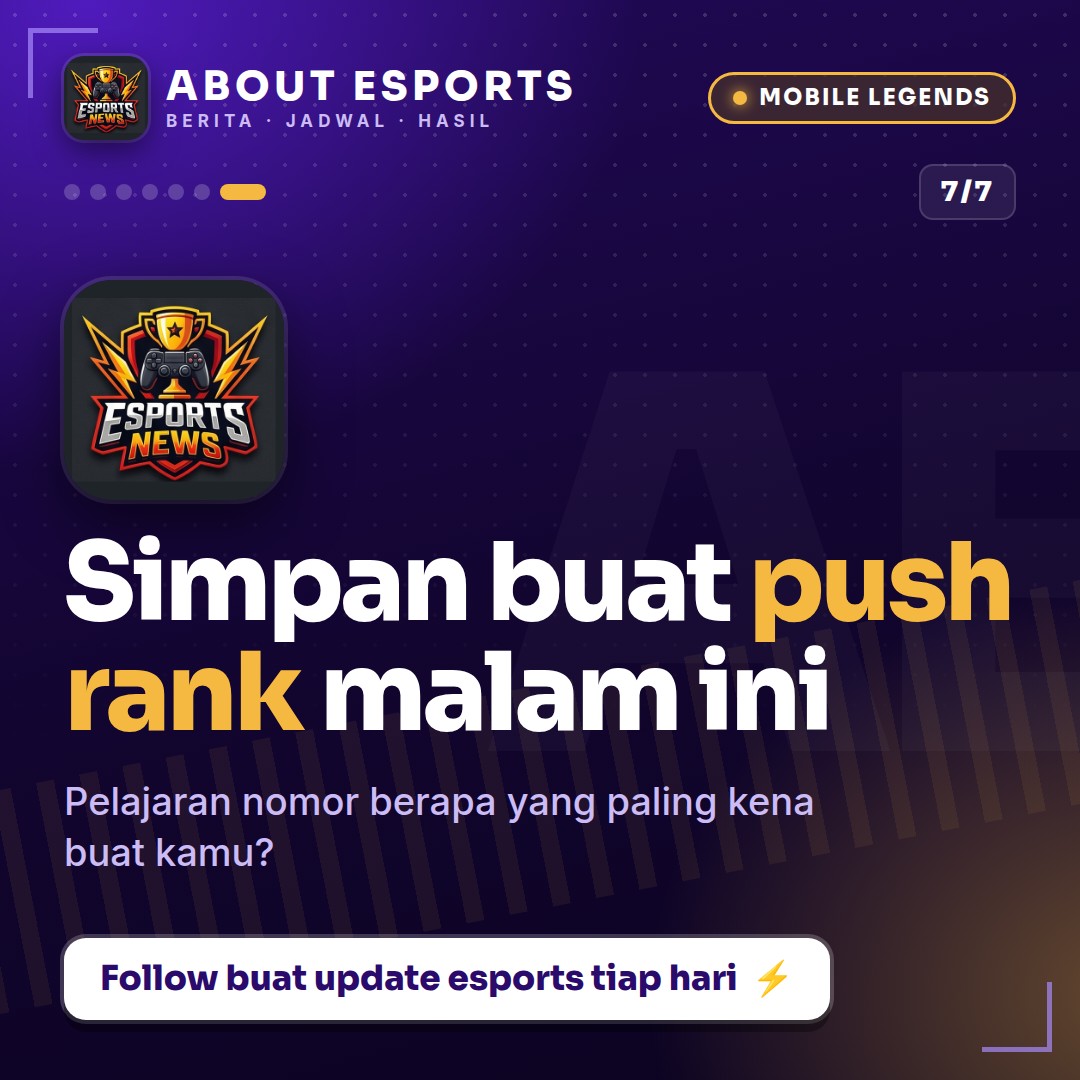 ESPORTS
NEWS
ABOUT ESPORTS
BERITA · JADWAL · HASIL
MOBILE LEGENDS
7/7
ESPORTS
NEWS
AE
Simpan buat push
rank malam ini
Pelajaran nomor berapa yang paling kena
buat kamu?
Follow buat update esports tiap hari ⚡